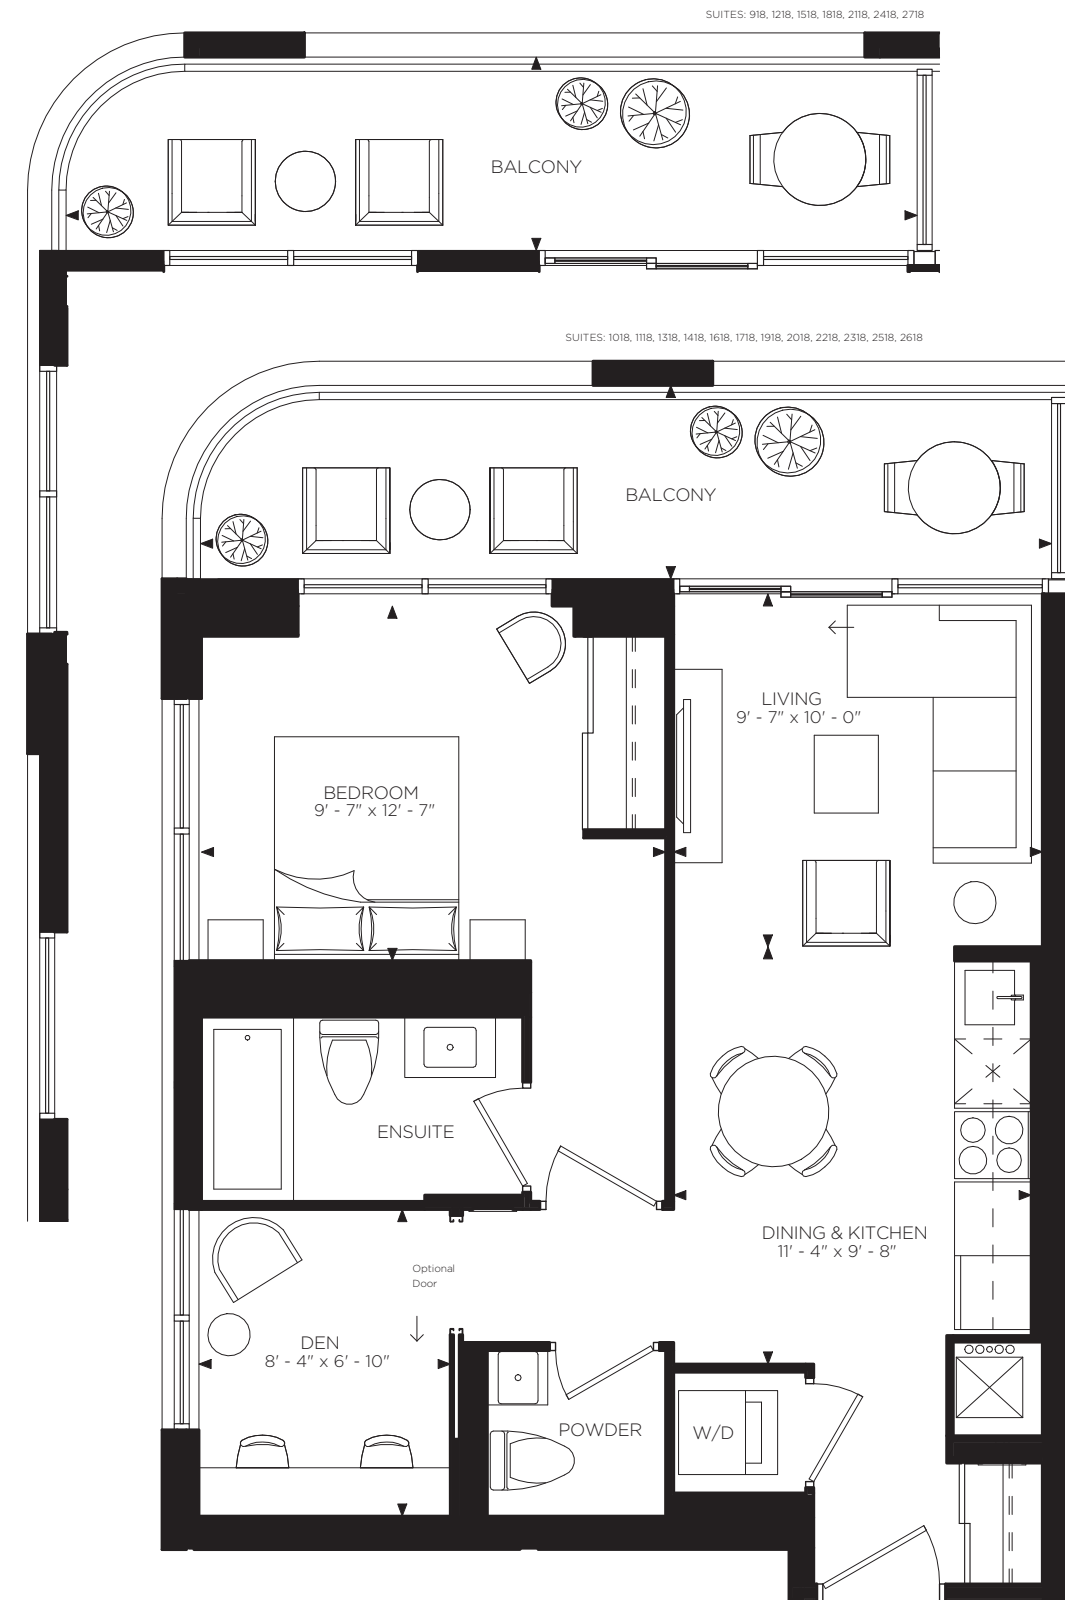 SUITES: 918, 1218, 1518, 1818, 2118, 2418, 2718
BALCONY
SUITES: 1018, 1118, 1318, 1418, 1618, 1718, 1918, 2018, 2218, 2318, 2518, 2618
BALCONY
LIVING
9' - 7" x 10' - 0"
BEDROOM
9' - 7" x 12' - 7"
ENSUITE
DINING & KITCHEN
11' - 4" x 9' - 8"
Optional
Door
DEN
8' - 4" x 6' - 10"
POWDER
W/D